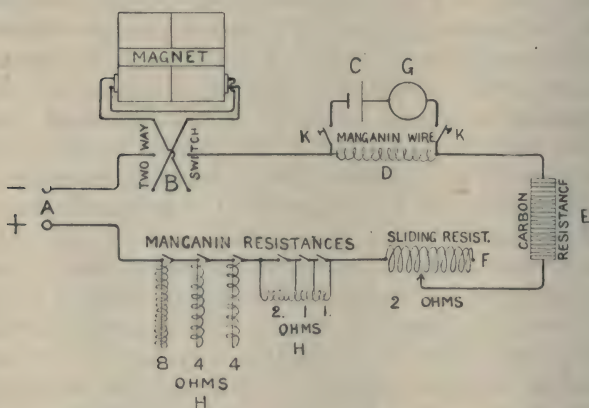 MAGNET
C
G
K
MANGANIN WIRE
K
D
TWO WAY
SWITCH
B
−
A
+
CARBON
RESISTANCE
E
MANGANIN RESISTANCES
SLIDING RESIST.
F
2 OHMS
2. 1 1.
OHMS
H
8 4 4
OHMS
H